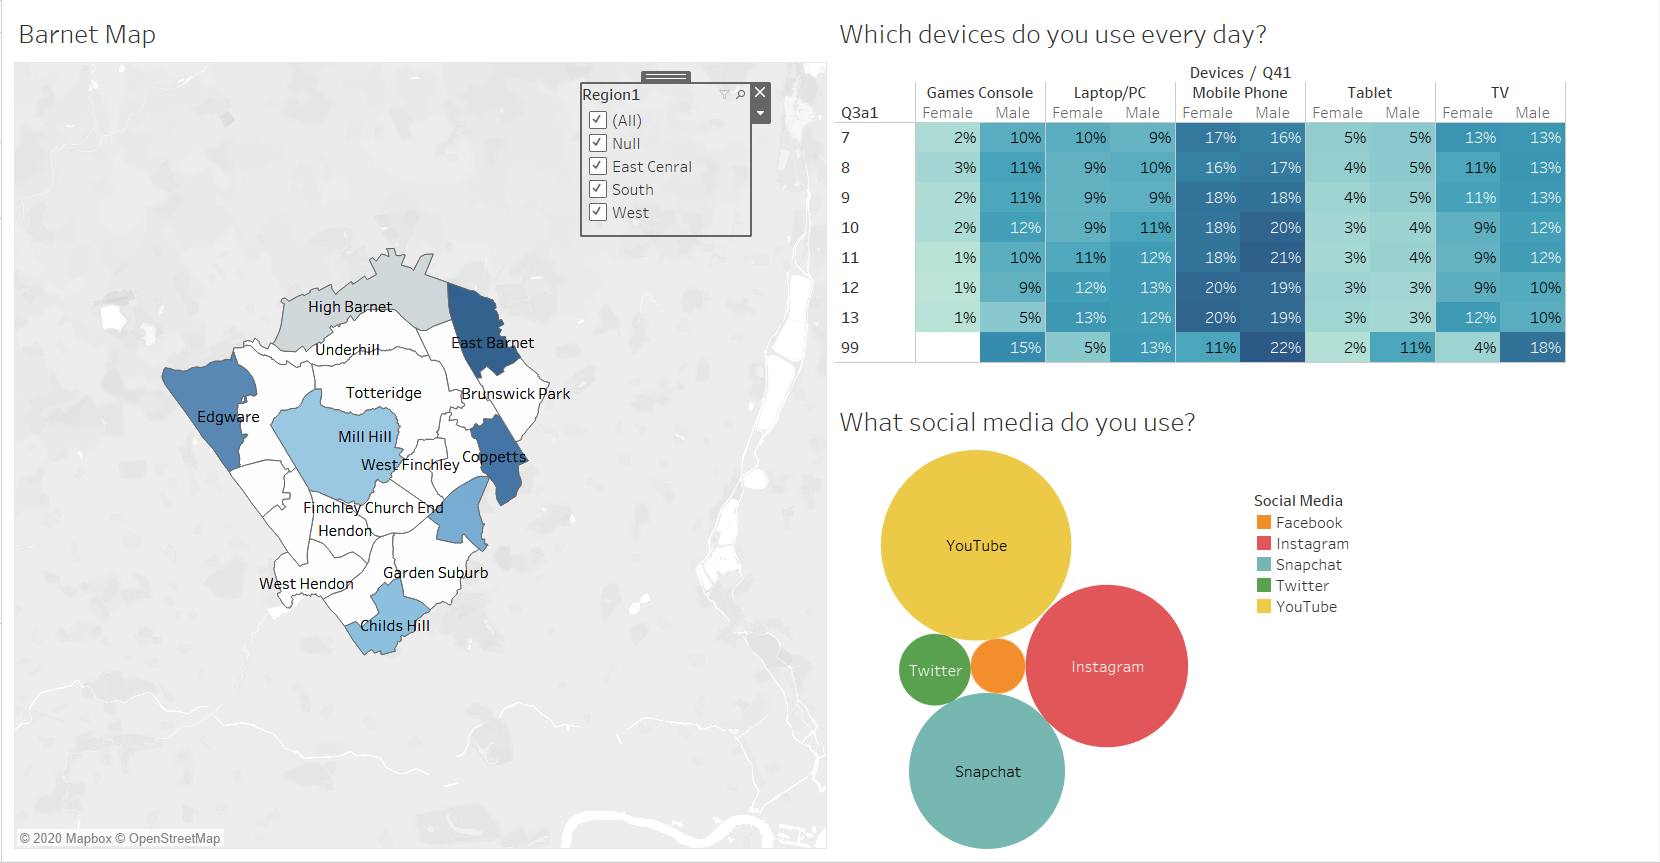 Barnet Map
Region1
(All)
Null
East Cenral
South
West
High Barnet
Underhill
East Barnet
Totteridge
Brunswick Park
Edgware
Mill Hill
West Finchley
Coppetts
Finchley Church End
Hendon
Garden Suburb
West Hendon
Childs Hill
© 2020 Mapbox © OpenStreetMap
Which devices do you use every day?
Devices / Q41
Games Console Laptop/PC Mobile Phone Tablet TV
Q3a1 Female Male Female Male Female Male Female Male Female Male
7 2% 10% 10% 9% 17% 16% 5% 5% 13% 13%
8 3% 11% 9% 10% 16% 17% 4% 5% 11% 13%
9 2% 11% 9% 9% 18% 18% 4% 5% 11% 13%
10 2% 12% 9% 11% 18% 20% 3% 4% 9% 12%
11 1% 10% 11% 12% 18% 21% 3% 4% 9% 12%
12 1% 9% 12% 13% 20% 19% 3% 3% 9% 10%
13 1% 5% 13% 12% 20% 19% 3% 3% 12% 10%
99 15% 5% 13% 11% 22% 2% 11% 4% 18%
What social media do you use?
YouTube
Twitter
Instagram
Snapchat
Social Media
Facebook
Instagram
Snapchat
Twitter
YouTube